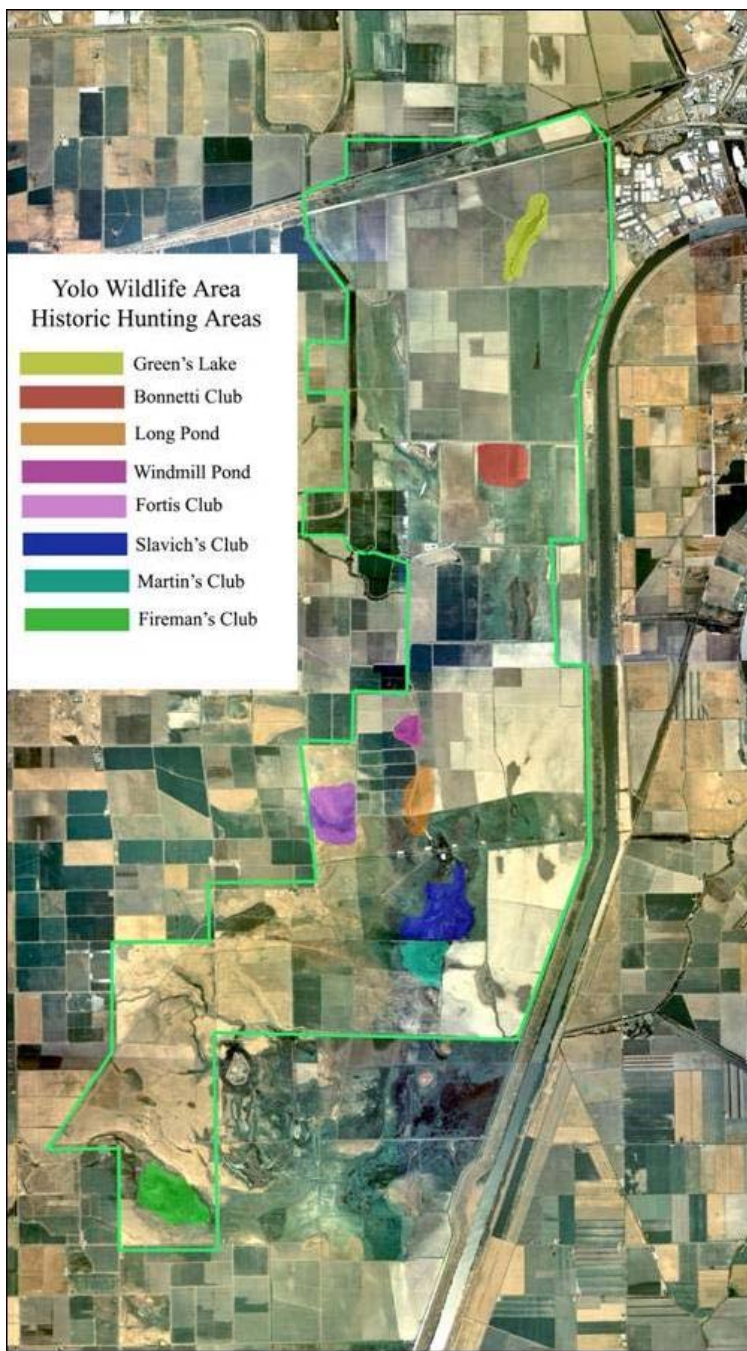 Yolo Wildlife Area
Historic Hunting Areas
Green's Lake
Bonnetti Club
Long Pond
Windmill Pond
Fortis Club
Slavich's Club
Martin's Club
Fireman's Club